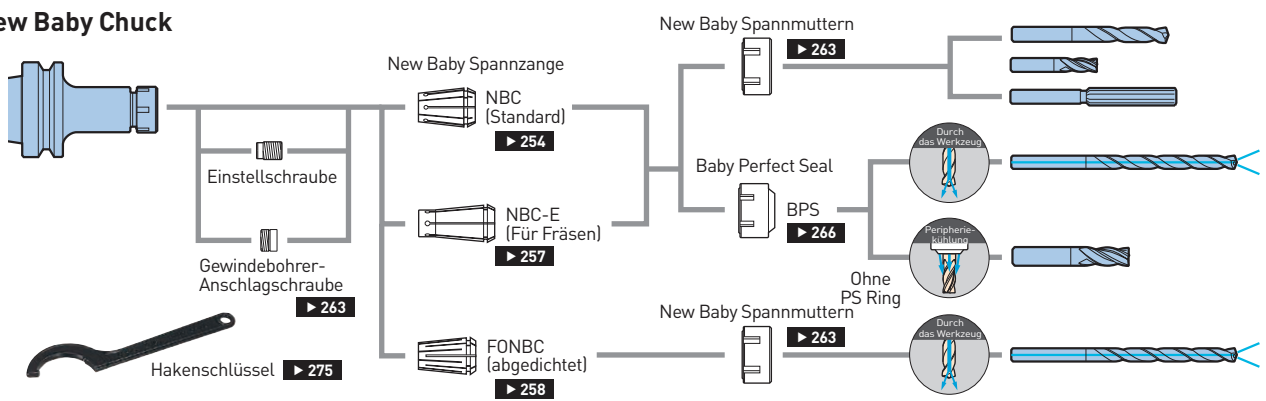 ew Baby Chuck
New Baby Spannzange
NBC
(Standard)
▶ 254
Einstellschraube
NBC-E
(Für Fräsen)
▶ 257
Gewindebohrer-
Anschlagschraube
▶ 263
Hakenschlüssel ▶ 275
FONBC
(abgedichtet)
▶ 258
New Baby Spannmuttern
▶ 263
Baby Perfect Seal
BPS
▶ 266
Durch
das Werkzeug
Peripherie-
kühlung
Ohne
PS Ring
New Baby Spannmuttern
▶ 263
Durch
das Werkzeug